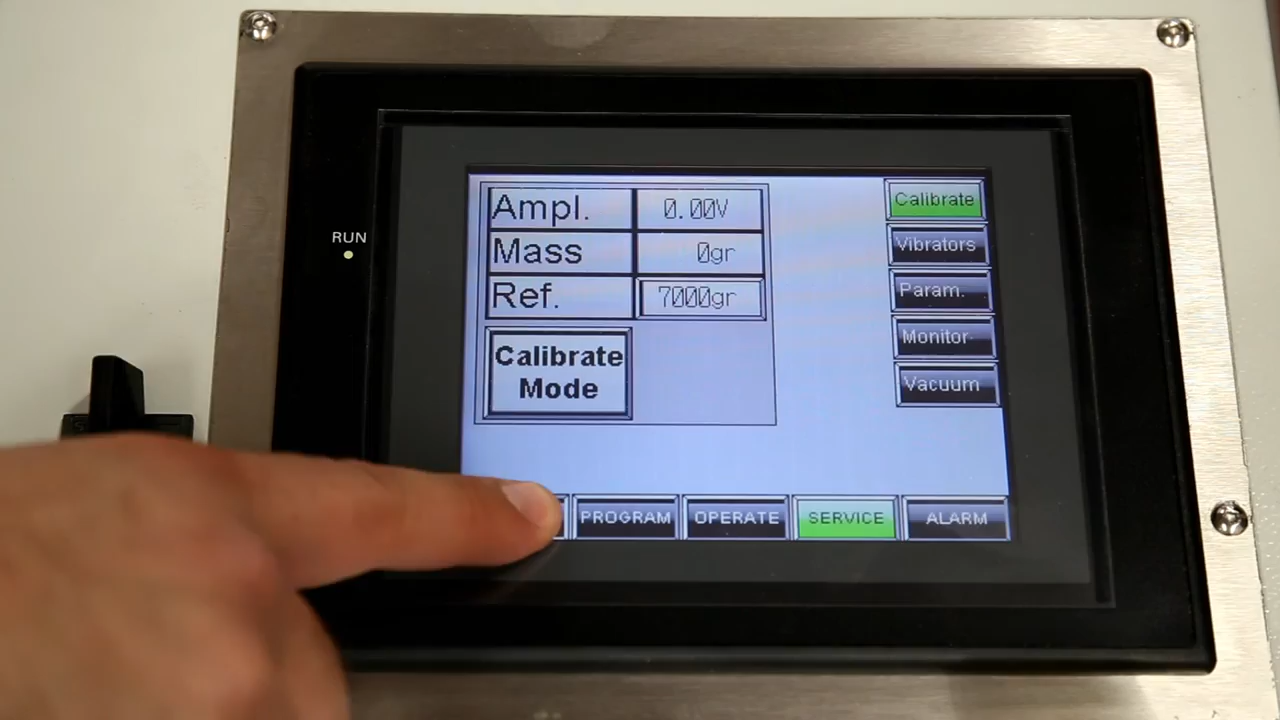 RUN
Ampl. 0.00V
Mass 0gr
Ref. 7000gr
Calibrate
Mode
Calibrate
Vibrators
Param.
Monitor
Vacuum
PROGRAM OPERATE SERVICE ALARM